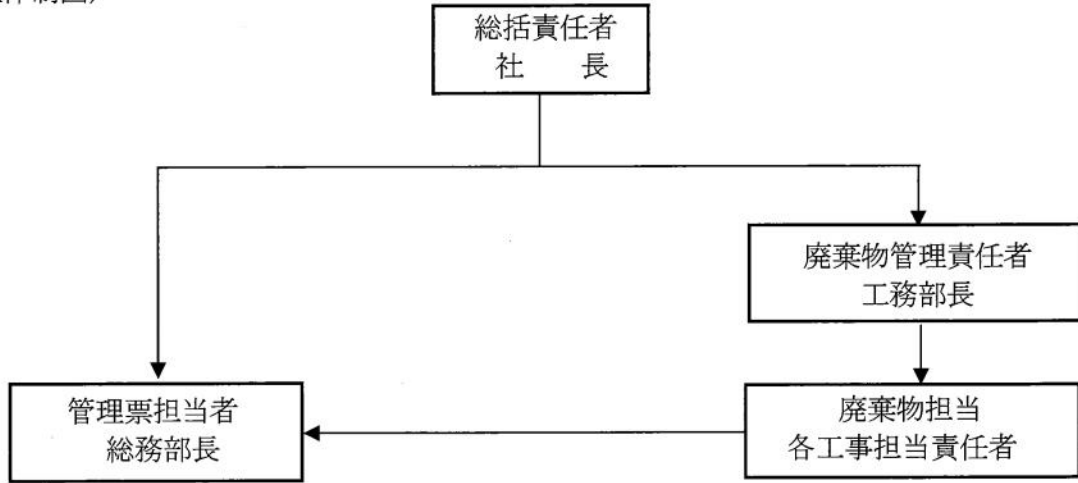 総括責任者
社　　長
廃棄物管理責任者
工務部長
管理票担当者
総務部長
廃棄物担当
各工事担当責任者